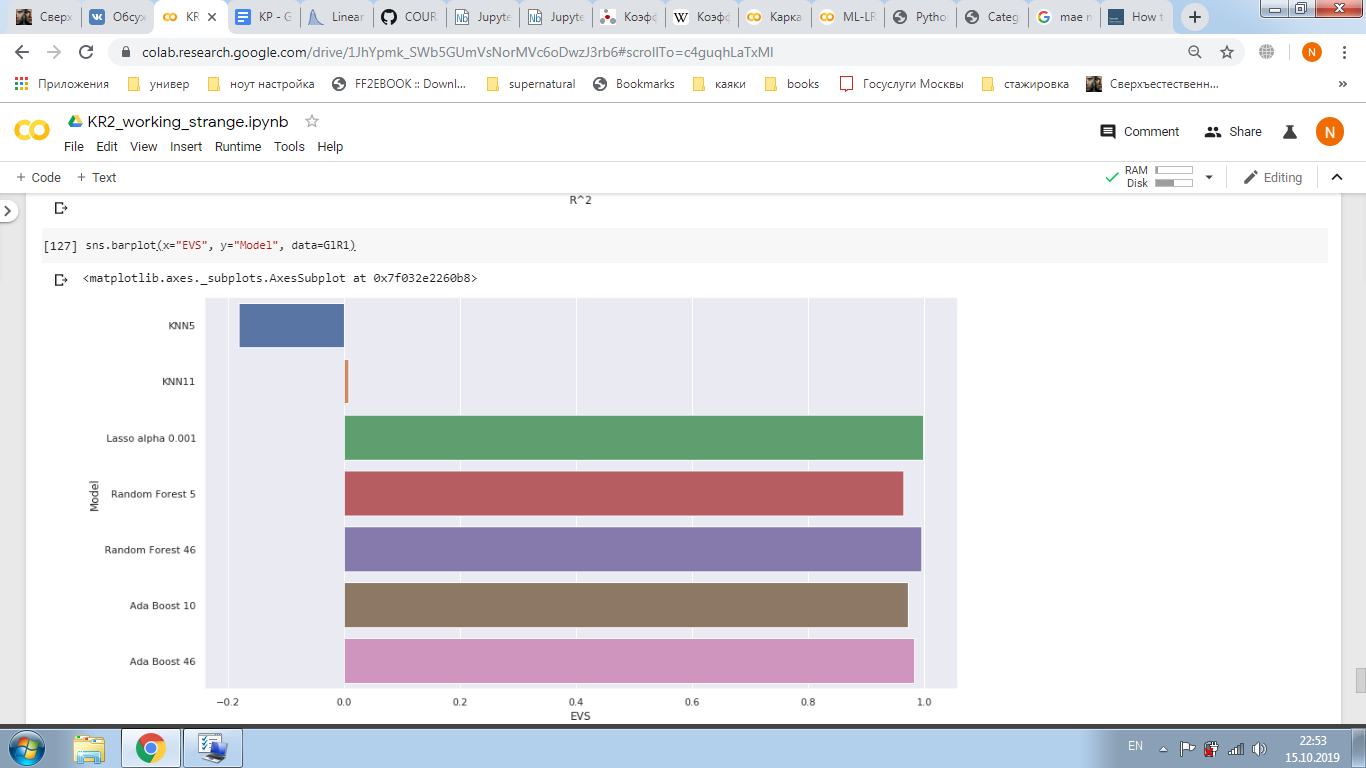 Сверх
Обсуж
KR
KP - G
Linear
COUR
Jupyte
Jupyte
Коэфф
Коэфф
Карка
ML-LR
Pytho
Categ
mae n
How t
colab.research.google.com/drive/1JhYpmk_SWb5GUmVsNorMVc6oDwzJ3rb6#scrollTo=c4guqhLaTxMI
N
Приложения
универ
ноут настройка
FF2EBOOK :: Downl...
supernatural
Bookmarks
каяки
books
Госуслуги Москвы
стажировка
Сверхъестественн...
»
CO
KR2_working_strange.ipynb
File Edit View Insert Runtime Tools Help
Comment
Share
N
+ Code + Text
RAM
Disk
Editing
R^2
[127] sns.barplot(x="EVS", y="Model", data=GlR1)
<matplotlib.axes._subplots.AxesSubplot at 0x7f032e2260b8>
KNN5
KNN11
Lasso alpha 0.001
Random Forest 5
Random Forest 46
Ada Boost 10
Ada Boost 46
Model
−0.2 0.0 0.2 0.4 0.6 0.8 1.0
EVS
EN
22:53
15.10.2019